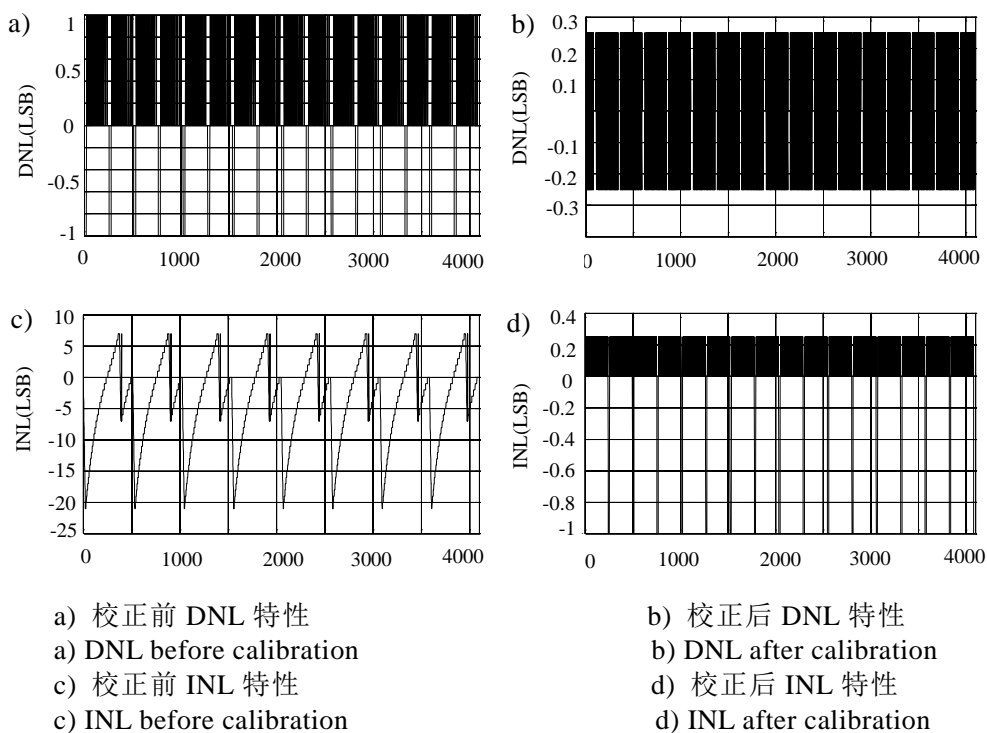 a)
DNL(LSB)
1
0.5
0
-0.5
-1
0 1000 2000 3000 4000
b)
DNL(LSB)
0.3
0.2
0.1
-0.1
-0.2
-0.3
0 1000 2000 3000 4000
c)
INL(LSB)
10
5
0
-5
-10
-15
-20
-25
0 1000 2000 3000 4000
d)
INL(LSB)
0.4
0.2
0
-0.2
-0.4
-0.6
-0.8
-1
0 1000 2000 3000 4000
a) 校正前 DNL 特性
b) 校正后 DNL 特性
a) DNL before calibration
b) DNL after calibration
c) 校正前 INL 特性
d) 校正后 INL 特性
c) INL before calibration
d) INL after calibration